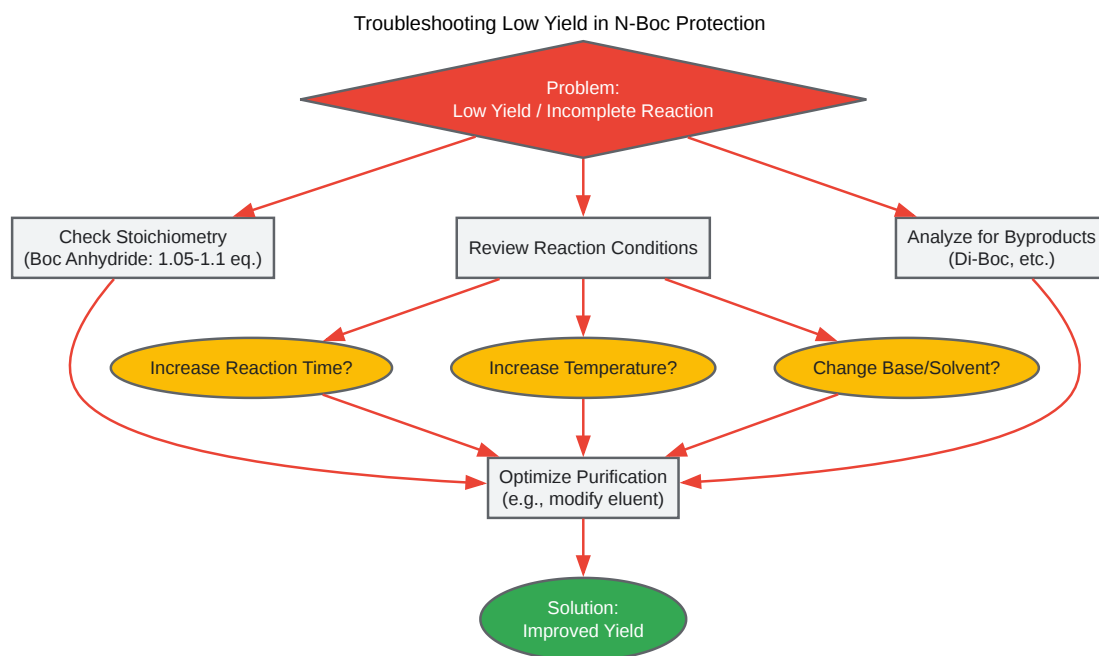 Troubleshooting Low Yield in N-Boc Protection
Problem:
Low Yield / Incomplete Reaction
Check Stoichiometry
(Boc Anhydride: 1.05-1.1 eq.)
Review Reaction Conditions
Analyze for Byproducts
(Di-Boc, etc.)
Increase Reaction Time?
Increase Temperature?
Change Base/Solvent?
Optimize Purification
(e.g., modify eluent)
Solution:
Improved Yield